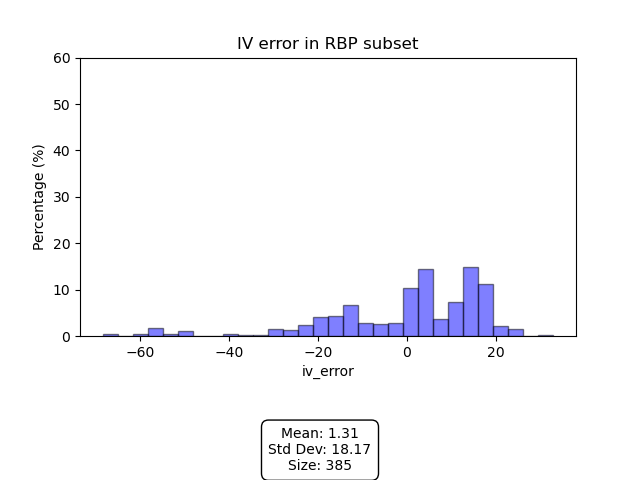 IV error in RBP subset
60
50
40
30
20
10
0
Percentage (%)
−60
−40
−20
0
20
iv_error
Mean: 1.31
Std Dev: 18.17
Size: 385